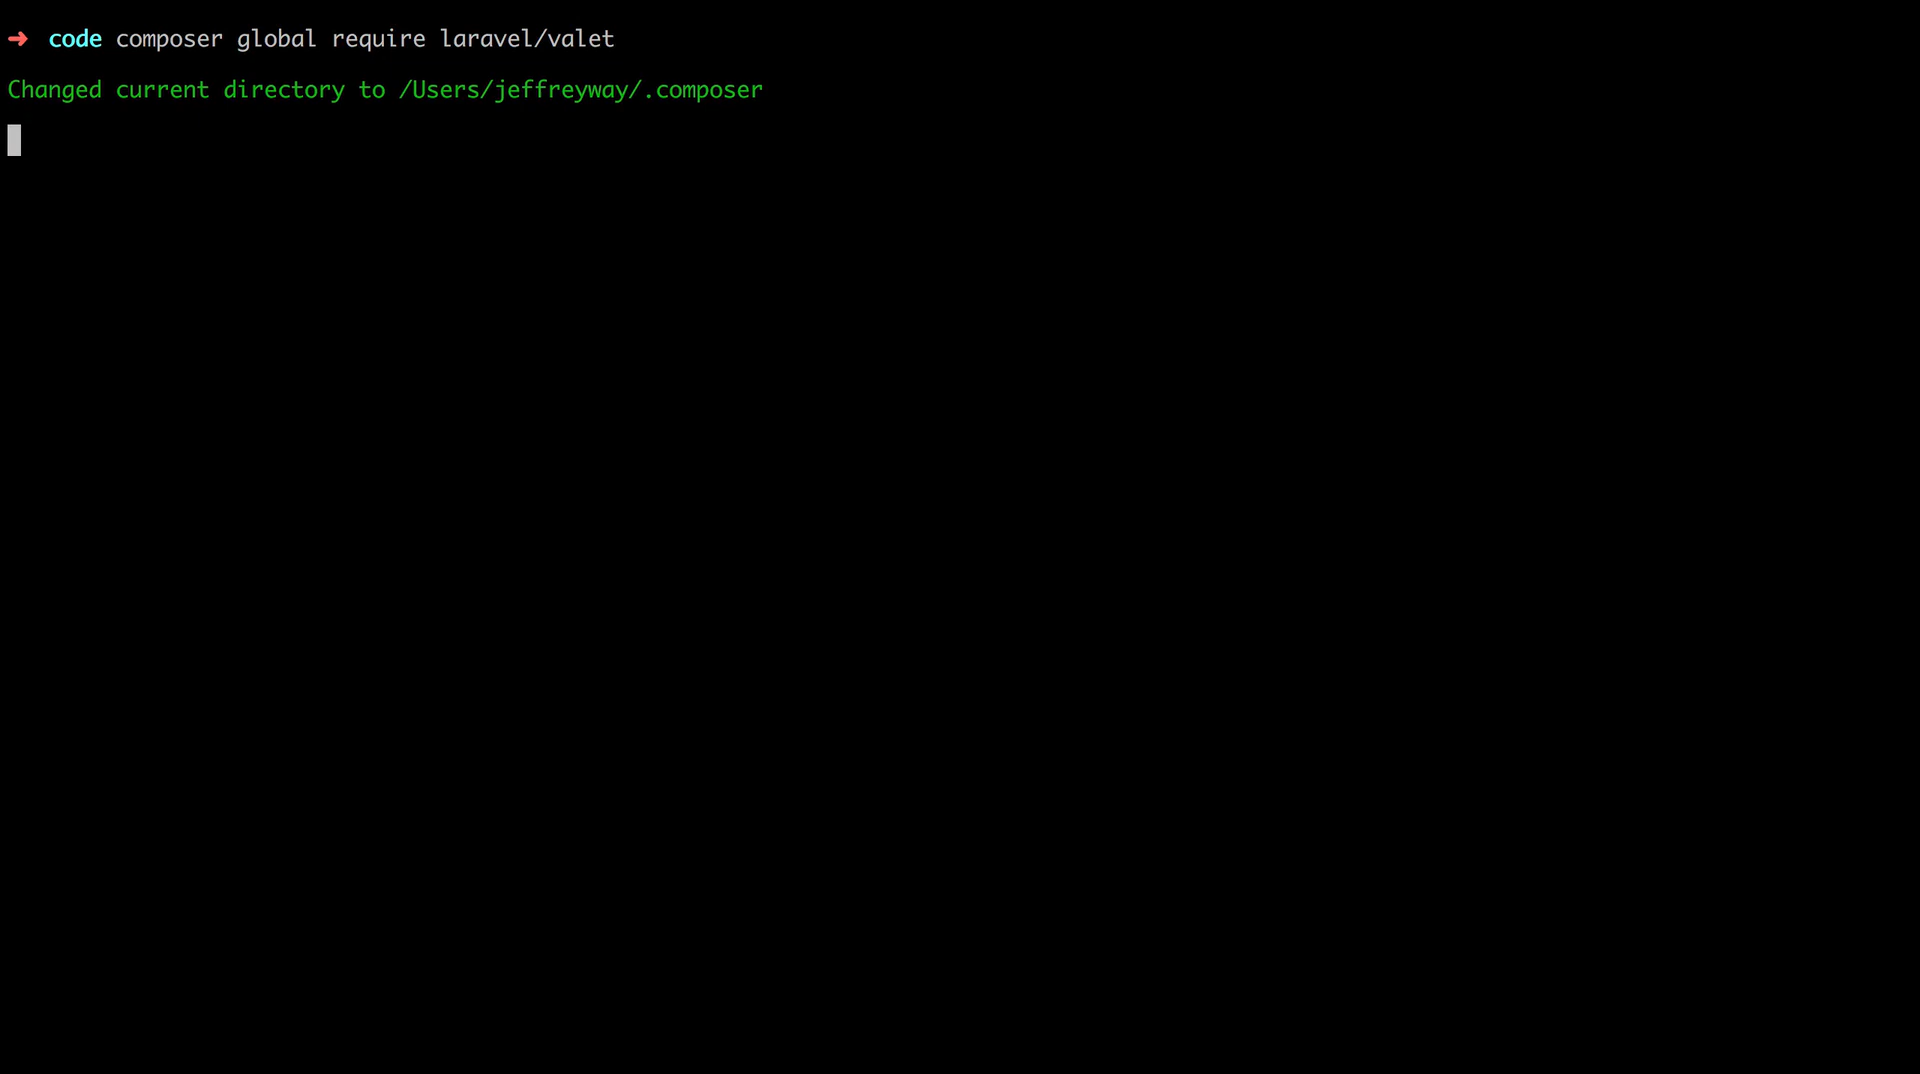 ➜ code composer global require laravel/valet
Changed current directory to /Users/jeffreyway/.composer